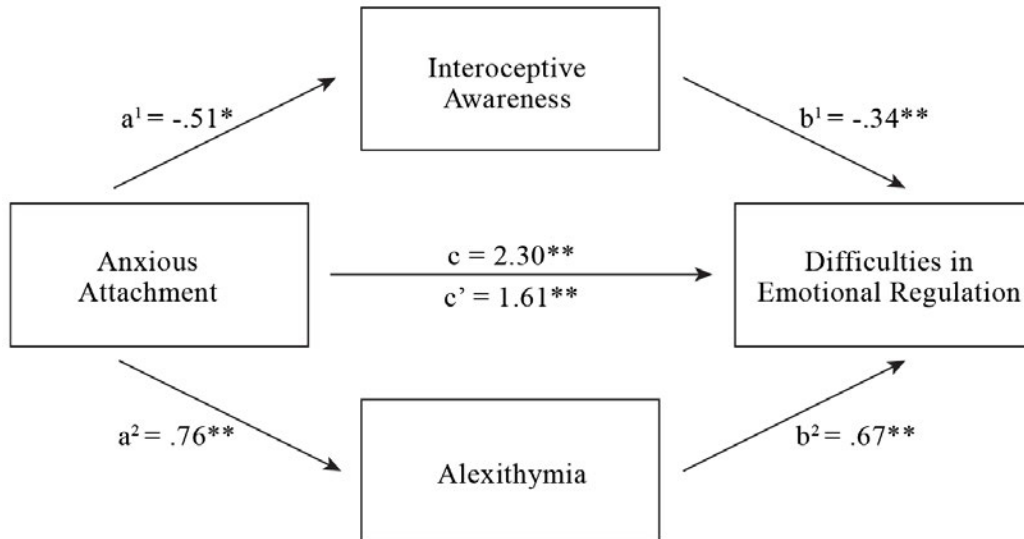 Interoceptive
Awareness
a¹ = -.51*
b¹ = -.34**
Anxious
Attachment
c = 2.30**
c’ = 1.61**
Difficulties in
Emotional Regulation
a² = .76**
b² = .67**
Alexithymia